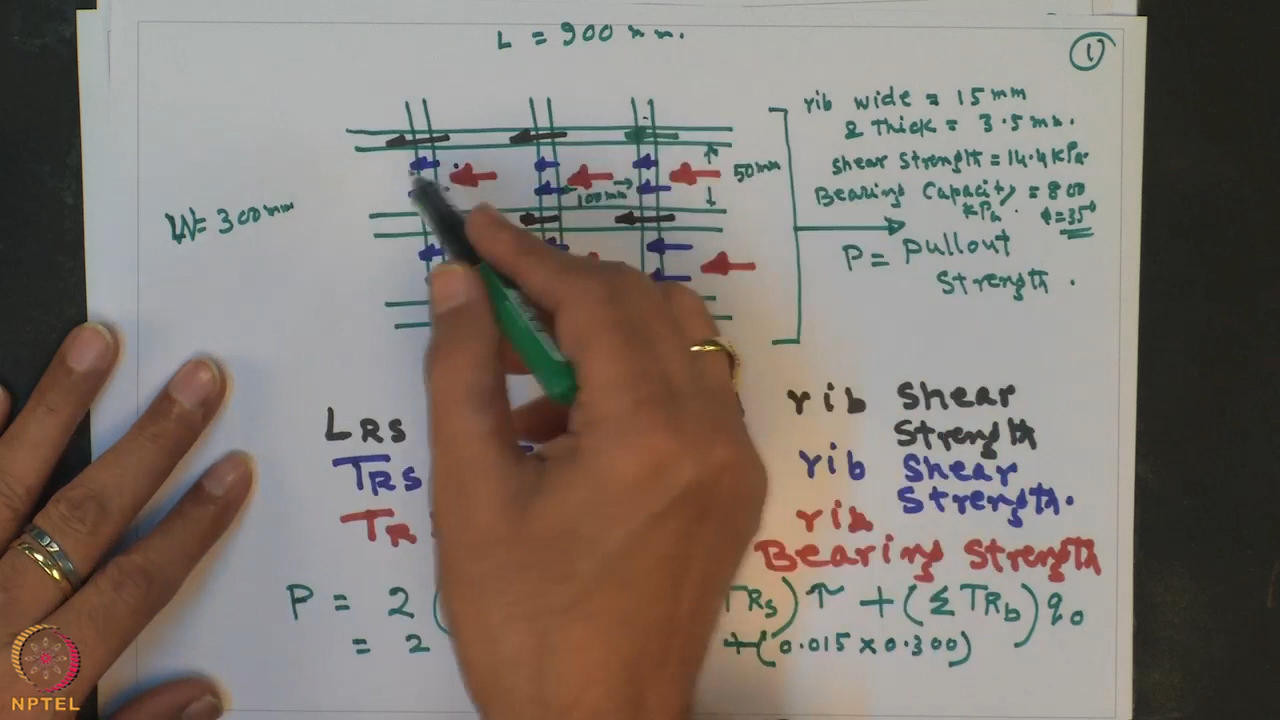 L = 900 mm.
1
rib wide = 15 mm
& Thick = 3.5 mm.
Shear Strength = 14.4 kPa.
Bearing Capacity = 800
kPa. ϕ=35°
P = pullout
Strength.
50 mm
100 mm
W = 300 mm
LRS rib Shear
Strength
TRS rib Shear
Strength.
TR rib
Bearing Strength
P = 2 ( TRs) τ + (Σ TRb) q0
= 2 + (0.015 x 0.300)
NPTEL